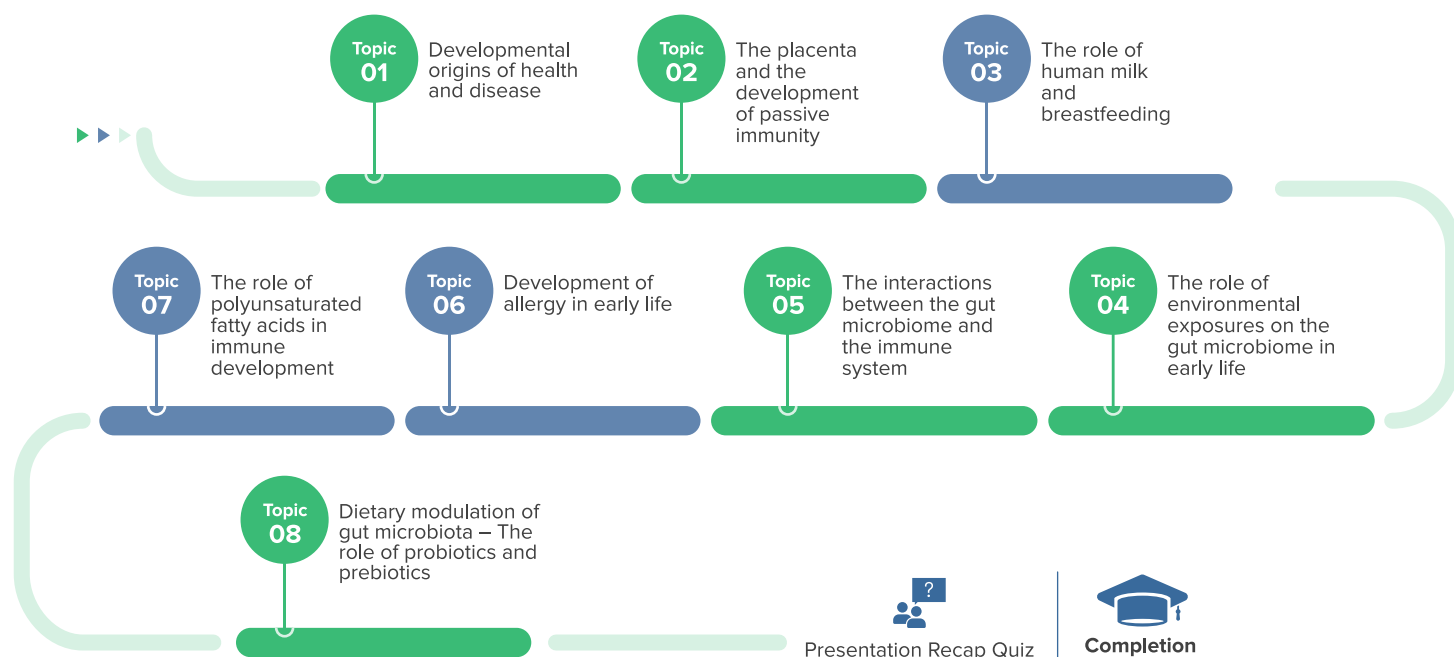 Topic
01
Developmental
origins of health
and disease
Topic
02
The placenta
and the
development
of passive
immunity
Topic
03
The role of
human milk
and
breastfeeding
Topic
04
The role of
environmental
exposures on the
gut microbiome in
early life
Topic
05
The interactions
between the gut
microbiome and
the immune
system
Topic
06
Development of
allergy in early life
Topic
07
The role of
polyunsaturated
fatty acids in
immune
development
Topic
08
Dietary modulation of
gut microbiota – The
role of probiotics and
prebiotics
?
Presentation Recap Quiz
Completion